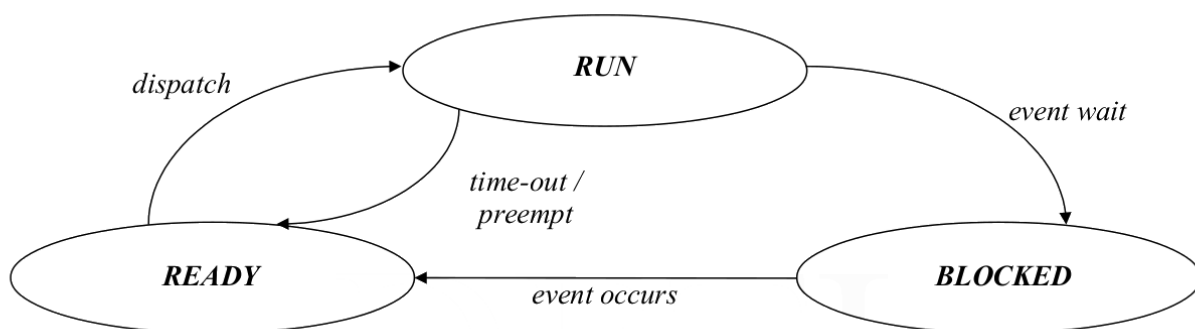 RUN
dispatch
event wait
time-out /
preempt
READY
BLOCKED
event occurs